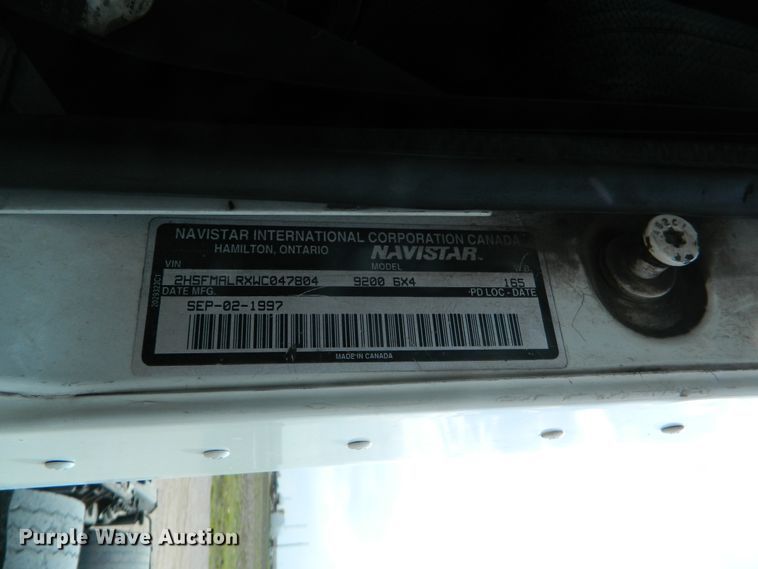 NAVISTAR INTERNATIONAL CORPORATION CANADA
HAMILTON, ONTARIO NAVISTAR™
VIN MODEL W.B.
2HSFMALRXWC047804 9200 6X4 165
DATE MFG. PD LOC - DATE
SEP-02-1997
MADE IN CANADA
Purple Wave Auction